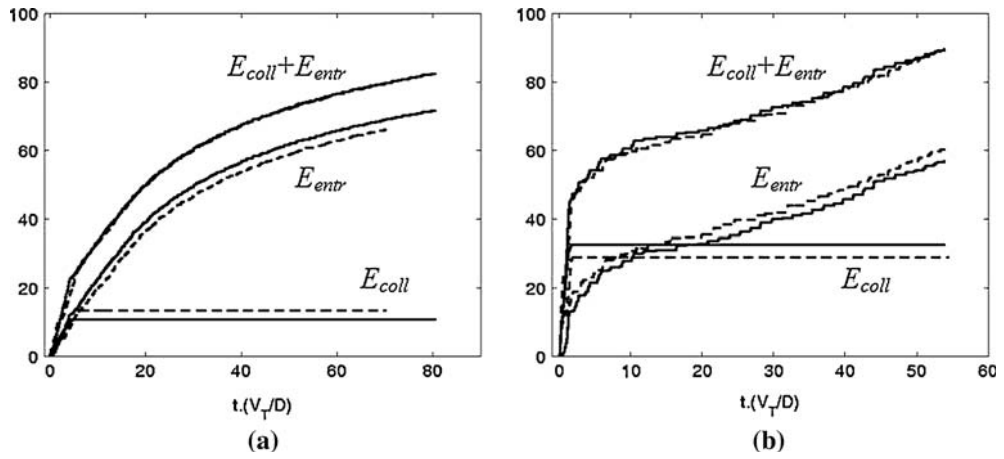 100
80
60
40
20
0
E_coll+E_entr
E_entr
E_coll
0 20 40 60 80
t.(V_T/D)
(a)
100
80
60
40
20
0
E_coll+E_entr
E_entr
E_coll
0 10 20 30 40 50 60
t.(V_T/D)
(b)